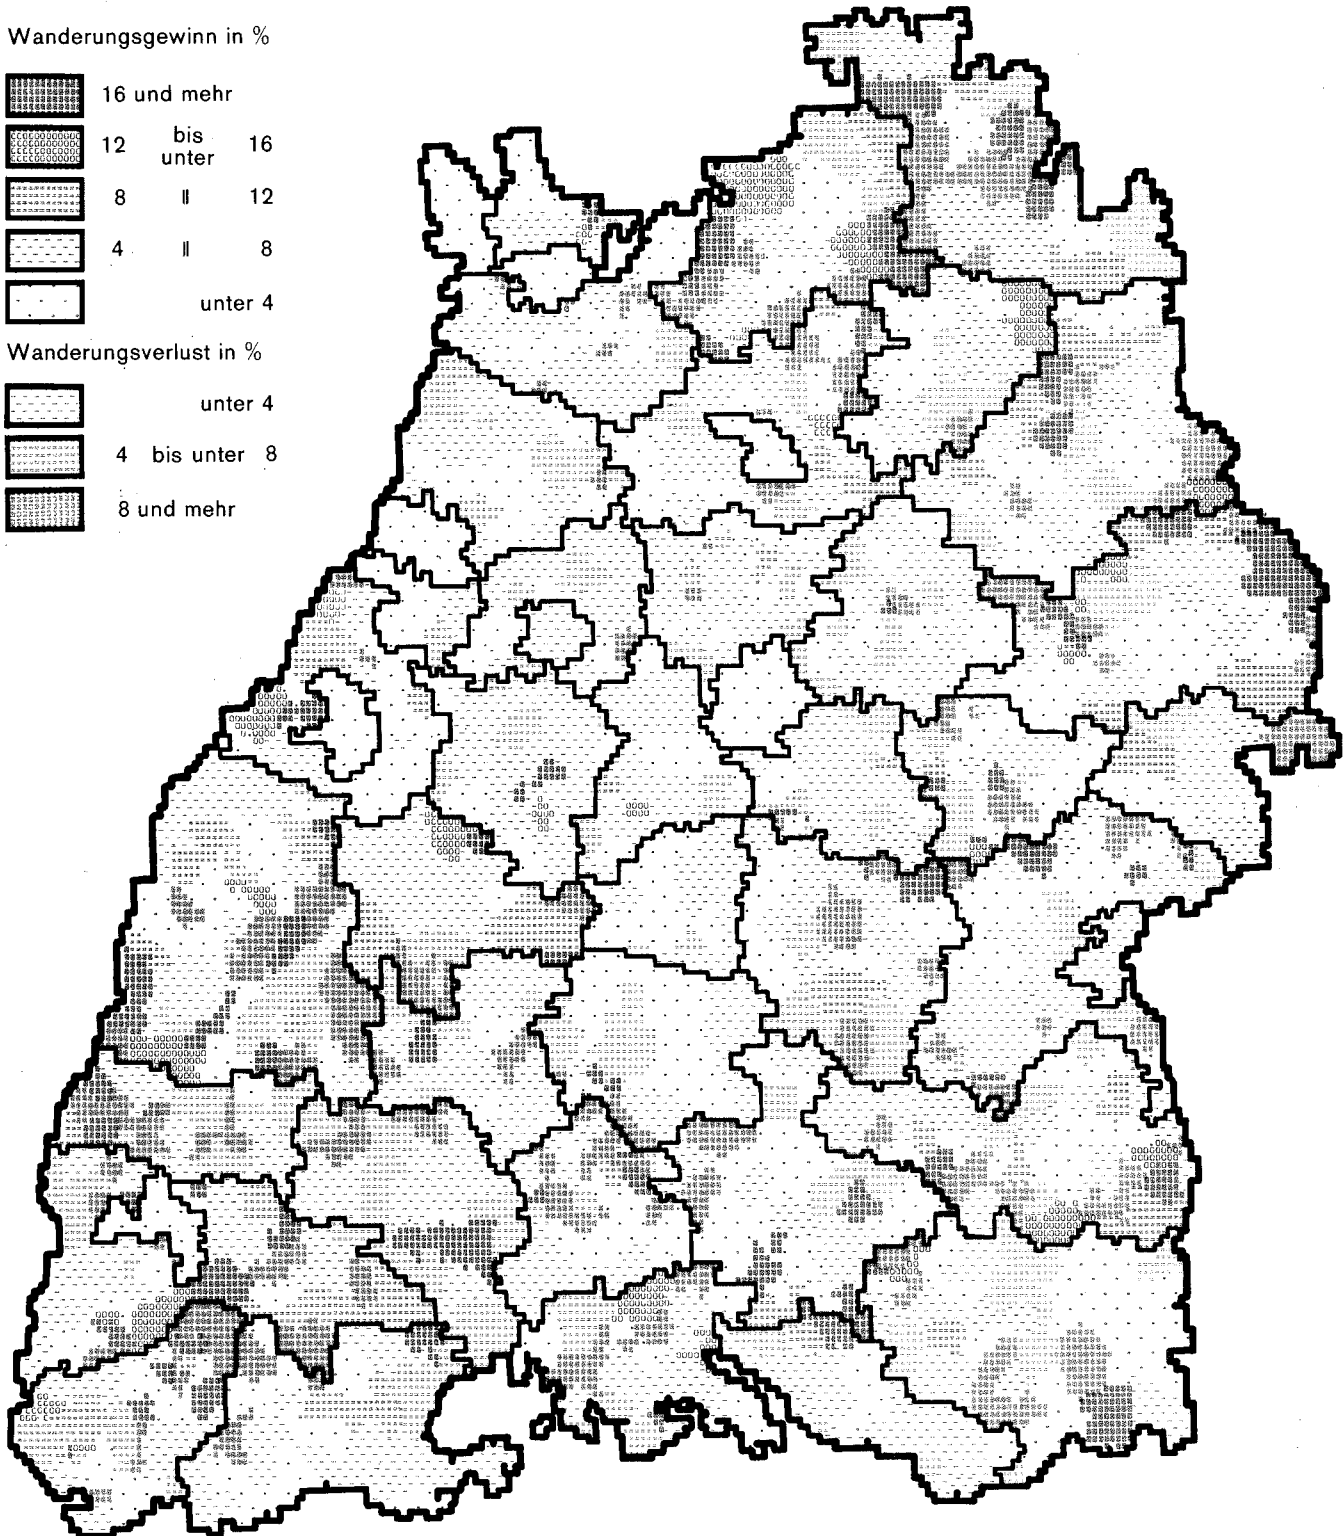 Wanderungsgewinn in %
16 und mehr
12 bis unter 16
8 " 12
4 " 8
unter 4
Wanderungsverlust in %
unter 4
4 bis unter 8
8 und mehr